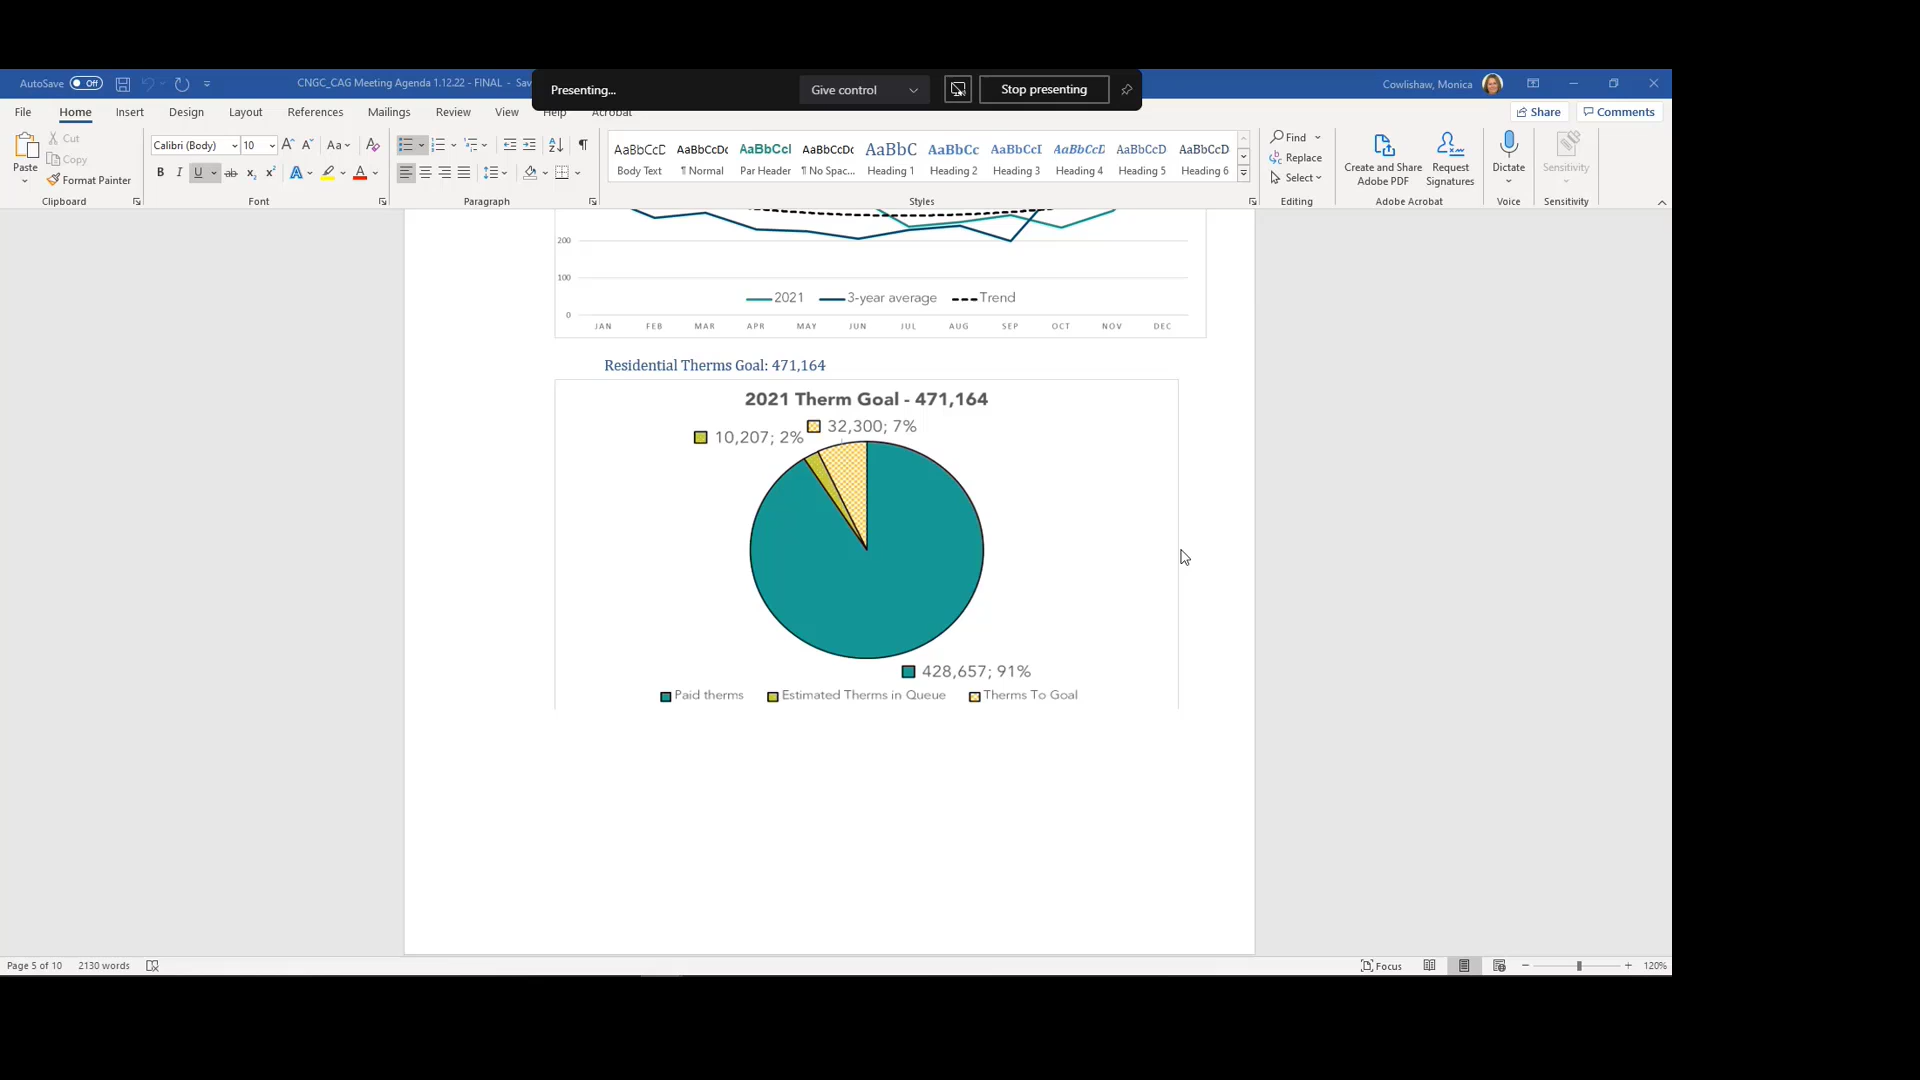 AutoSave Off
CNGC_CAG Meeting Agenda 1.12.22 - FINAL - Sav
Presenting...
Give control
Stop presenting
Cowlishaw, Monica
File Home Insert Design Layout References Mailings Review View Help Acrobat
Share Comments
Paste
Cut
Copy
Format Painter
Clipboard
Calibri (Body) 10
Font
Paragraph
AaBbCcD AaBbCcDc AaBbCcI AaBbCcDc AaBbC AaBbCc AaBbCcI AaBbCcD AaBbCcD AaBbCcD
Body Text ¶ Normal Par Header ¶ No Spac... Heading 1 Heading 2 Heading 3 Heading 4 Heading 5 Heading 6
Styles
Find
Replace
Select
Editing
Create and Share
Adobe PDF
Request
Signatures
Adobe Acrobat
Dictate
Voice
Sensitivity
Sensitivity
200
100
2021 3-year average Trend
0
JAN FEB MAR APR MAY JUN JUL AUG SEP OCT NOV DEC
Residential Therms Goal: 471,164
2021 Therm Goal - 471,164
32,300; 7%
10,207; 2%
428,657; 91%
Paid therms Estimated Therms in Queue Therms To Goal
Page 5 of 10 2130 words
Focus
120%